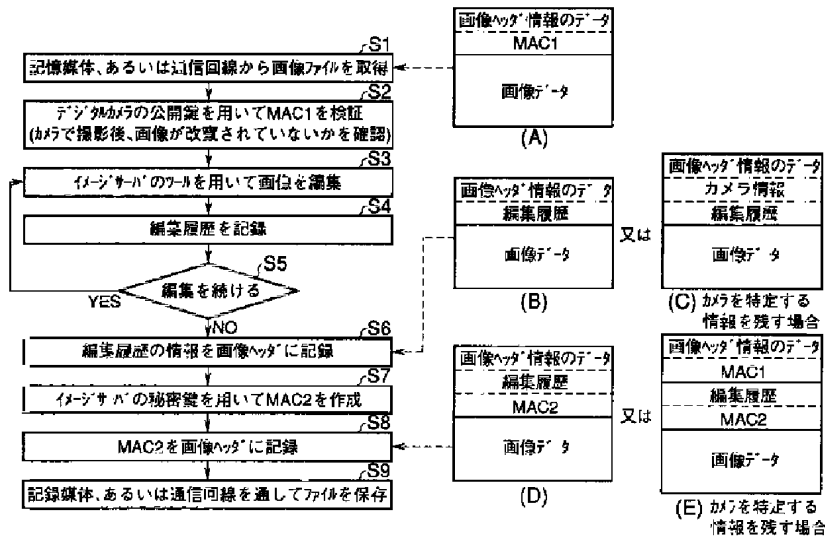 S1
記憶媒体、あるいは通信回線から画像ファイルを取得
S2
デジタルカメラの公開鍵を用いてMAC1を検証
(カメラで撮影後、画像が改竄されていないかを確認)
S3
イメージサーバのツールを用いて画像を編集
S4
編集履歴を記録
S5
編集を続ける
YES
NO
S6
編集履歴の情報を画像ヘッダに記録
S7
イメージサーバの秘密鍵を用いてMAC2を作成
S8
MAC2を画像ヘッダに記録
S9
記録媒体、あるいは通信回線を通してファイルを保存
画像ヘッダ情報のデータ
MAC1
画像データ
(A)
画像ヘッダ情報のデータ
編集履歴
画像データ
(B)
又は
画像ヘッダ情報のデータ
カメラ情報
編集履歴
画像データ
(C) カメラを特定する
情報を残す場合
画像ヘッダ情報のデータ
編集履歴
MAC2
画像データ
(D)
又は
画像ヘッダ情報のデータ
MAC1
編集履歴
MAC2
画像データ
(E) カメラを特定する
情報を残す場合